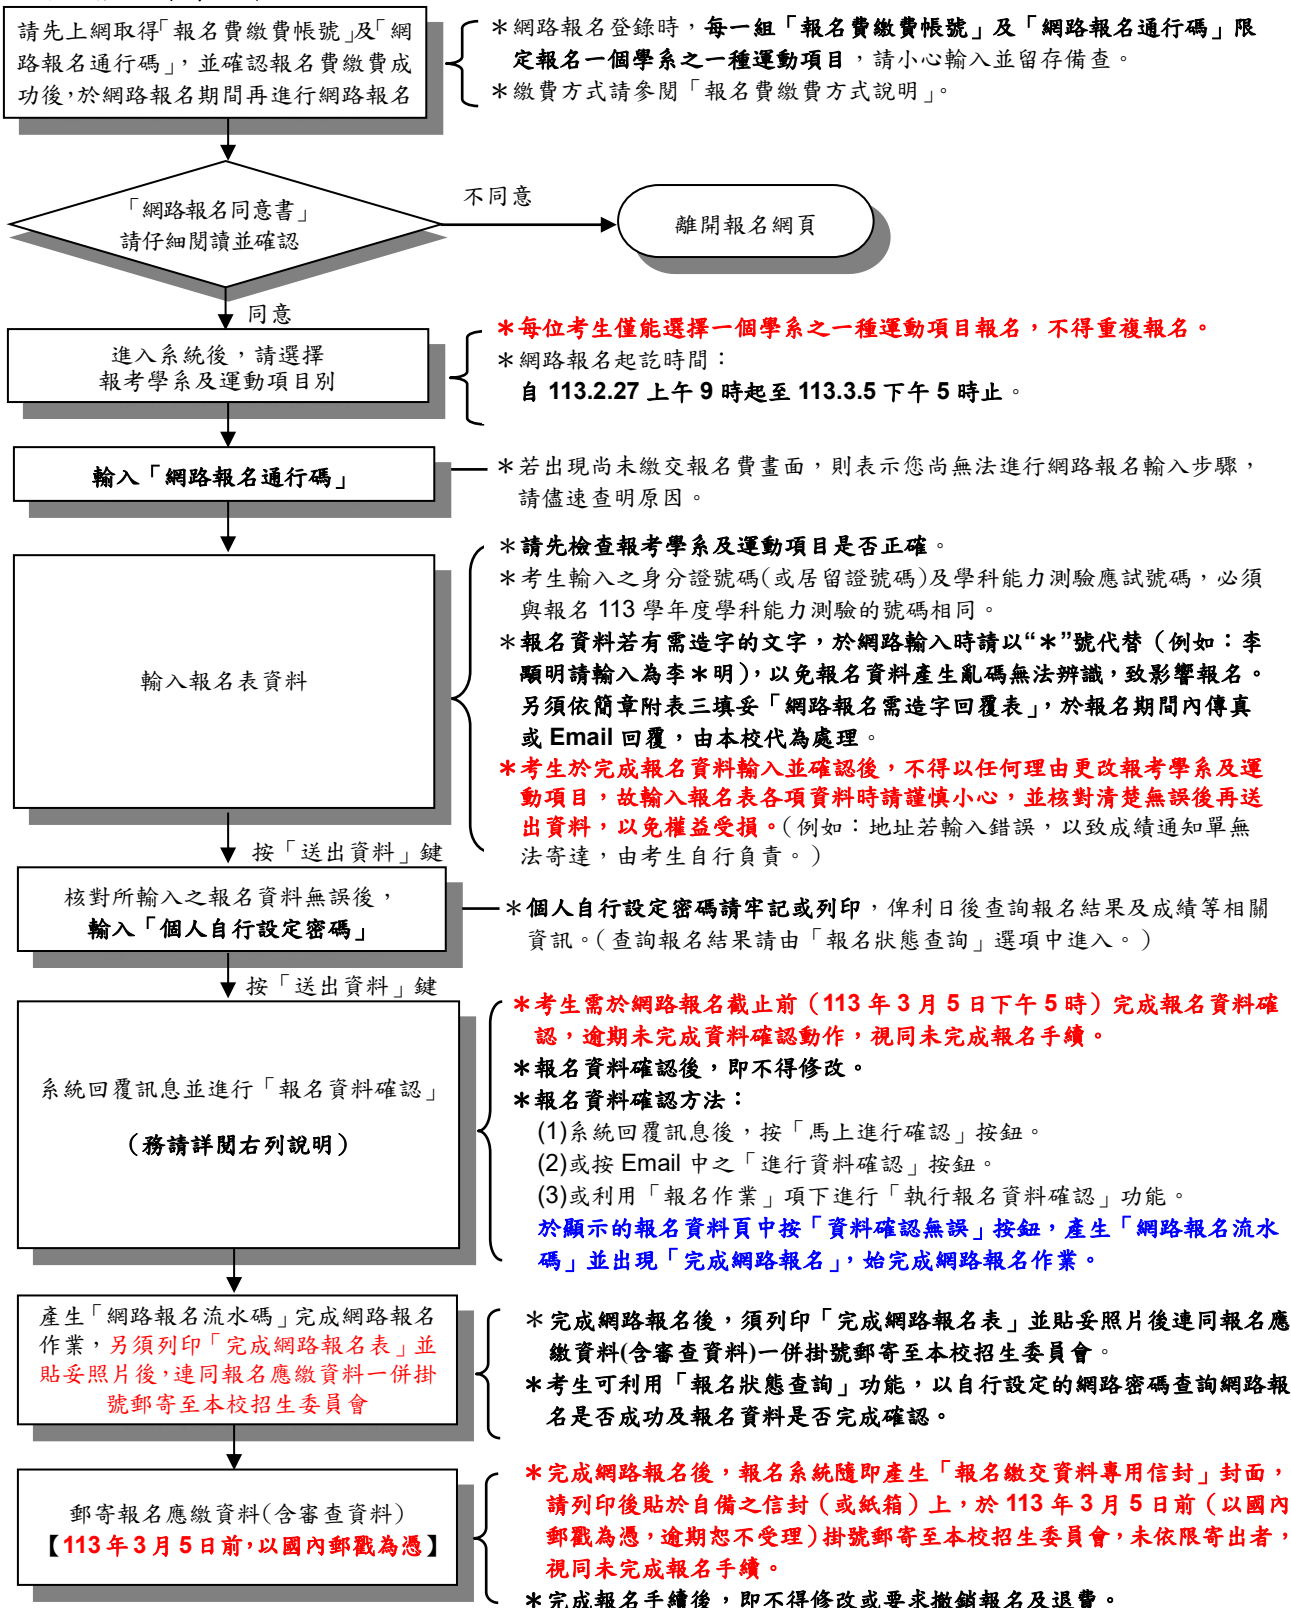 請先上網取得「報名費繳費帳號」及「網
路報名通行碼」，並確認報名費繳費成
功後，於網路報名期間再進行網路報名
＊網路報名登錄時，每一組「報名費繳費帳號」及「網路報名通行碼」限
定報名一個學系之一種運動項目，請小心輸入並留存備查。
＊繳費方式請參閱「報名費繳費方式說明」。
「網路報名同意書」
請仔細閱讀並確認
不同意
離開報名網頁
同意
進入系統後，請選擇
報考學系及運動項目別
＊每位考生僅能選擇一個學系之一種運動項目報名，不得重複報名。
＊網路報名起訖時間：
自 113.2.27 上午 9 時起至 113.3.5 下午 5 時止。
輸入「網路報名通行碼」
＊若出現尚未繳交報名費畫面，則表示您尚無法進行網路報名輸入步驟，
請儘速查明原因。
輸入報名表資料
＊請先檢查報考學系及運動項目是否正確。
＊考生輸入之身分證號碼(或居留證號碼)及學科能力測驗應試號碼，必須
與報名 113 學年度學科能力測驗的號碼相同。
＊報名資料若有需造字的文字，於網路輸入時請以“＊”號代替（例如：李
顯明請輸入為李＊明），以免報名資料產生亂碼無法辨識，致影響報名。
另須依簡章附表三填妥「網路報名需造字回覆表」，於報名期間內傳真
或 Email 回覆，由本校代為處理。
＊考生於完成報名資料輸入並確認後，不得以任何理由更改報考學系及運
動項目，故輸入報名表各項資料時請謹慎小心，並核對清楚無誤後再送
出資料，以免權益受損。（例如：地址若輸入錯誤，以致成績通知單無
法寄達，由考生自行負責。）
按「送出資料」鍵
核對所輸入之報名資料無誤後，
輸入「個人自行設定密碼」
＊個人自行設定密碼請牢記或列印，俾利日後查詢報名結果及成績等相關
資訊。（查詢報名結果請由「報名狀態查詢」選項中進入。）
按「送出資料」鍵
系統回覆訊息並進行「報名資料確認」
（務請詳閱右列說明）
＊考生需於網路報名截止前（113 年 3 月 5 日下午 5 時）完成報名資料確
認，逾期未完成資料確認動作，視同未完成報名手續。
＊報名資料確認後，即不得修改。
＊報名資料確認方法：
(1)系統回覆訊息後，按「馬上進行確認」按鈕。
(2)或按 Email 中之「進行資料確認」按鈕。
(3)或利用「報名作業」項下進行「執行報名資料確認」功能。
於顯示的報名資料頁中按「資料確認無誤」按鈕，產生「網路報名流水
碼」並出現「完成網路報名」，始完成網路報名作業。
產生「網路報名流水碼」完成網路報名
作業，另須列印「完成網路報名表」並
貼妥照片後，連同報名應繳資料一併掛
號郵寄至本校招生委員會
＊完成網路報名後，須列印「完成網路報名表」並貼妥照片後連同報名應
繳資料(含審查資料)一併掛號郵寄至本校招生委員會。
＊考生可利用「報名狀態查詢」功能，以自行設定的網路密碼查詢網路報
名是否成功及報名資料是否完成確認。
郵寄報名應繳資料(含審查資料)
【113 年 3 月 5 日前，以國內郵戳為憑】
＊完成網路報名後，報名系統隨即產生「報名繳交資料專用信封」封面，
請列印後貼於自備之信封（或紙箱）上，於 113 年 3 月 5 日前（以國內
郵戳為憑，逾期恕不受理）掛號郵寄至本校招生委員會，未依限寄出者，
視同未完成報名手續。
＊完成報名手續後，即不得修改或要求撤銷報名及退費。